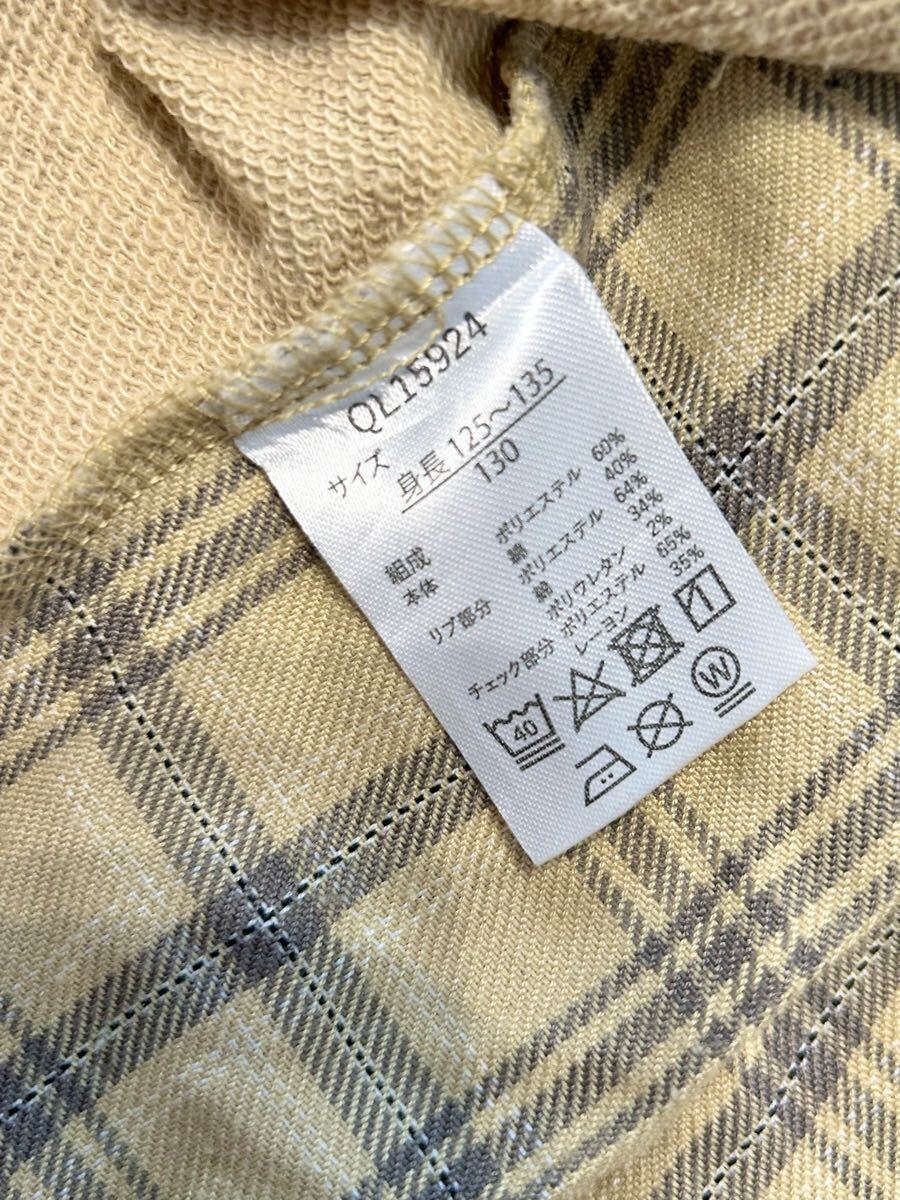 QL15924
サイズ 身長 125〜135
130
組成
本体 ポリエステル 60%
綿 40%
リブ部分 ポリエステル 64%
綿 34%
ポリウレタン 2%
チェック部分 ポリエステル 65%
レーヨン 35%
40
W